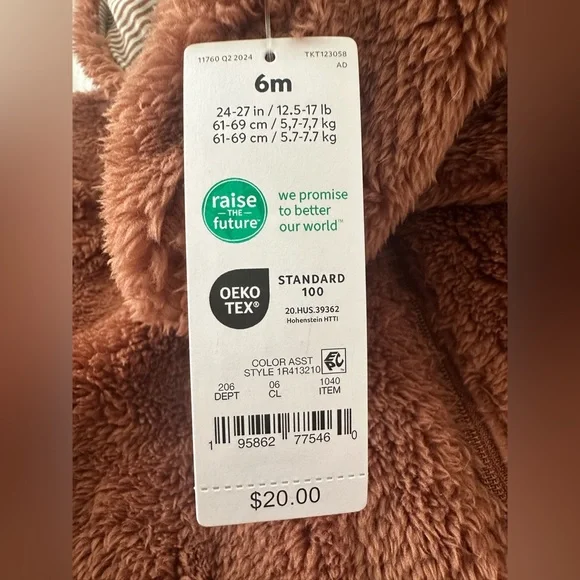 11760 Q2 2024 TKT123058
AD
6m
24-27 in / 12.5-17 lb
61-69 cm / 5,7-7,7 kg
61-69 cm / 5.7-7.7 kg
raise
THE
future™
we promise
to better
our world™
OEKO
TEX®
STANDARD
100
20.HUS.39362
Hohenstein HTTI
COLOR ASST
STYLE 1R413210
EPC
206 06 1040
DEPT CL ITEM
1 95862 77546 0
$20.00